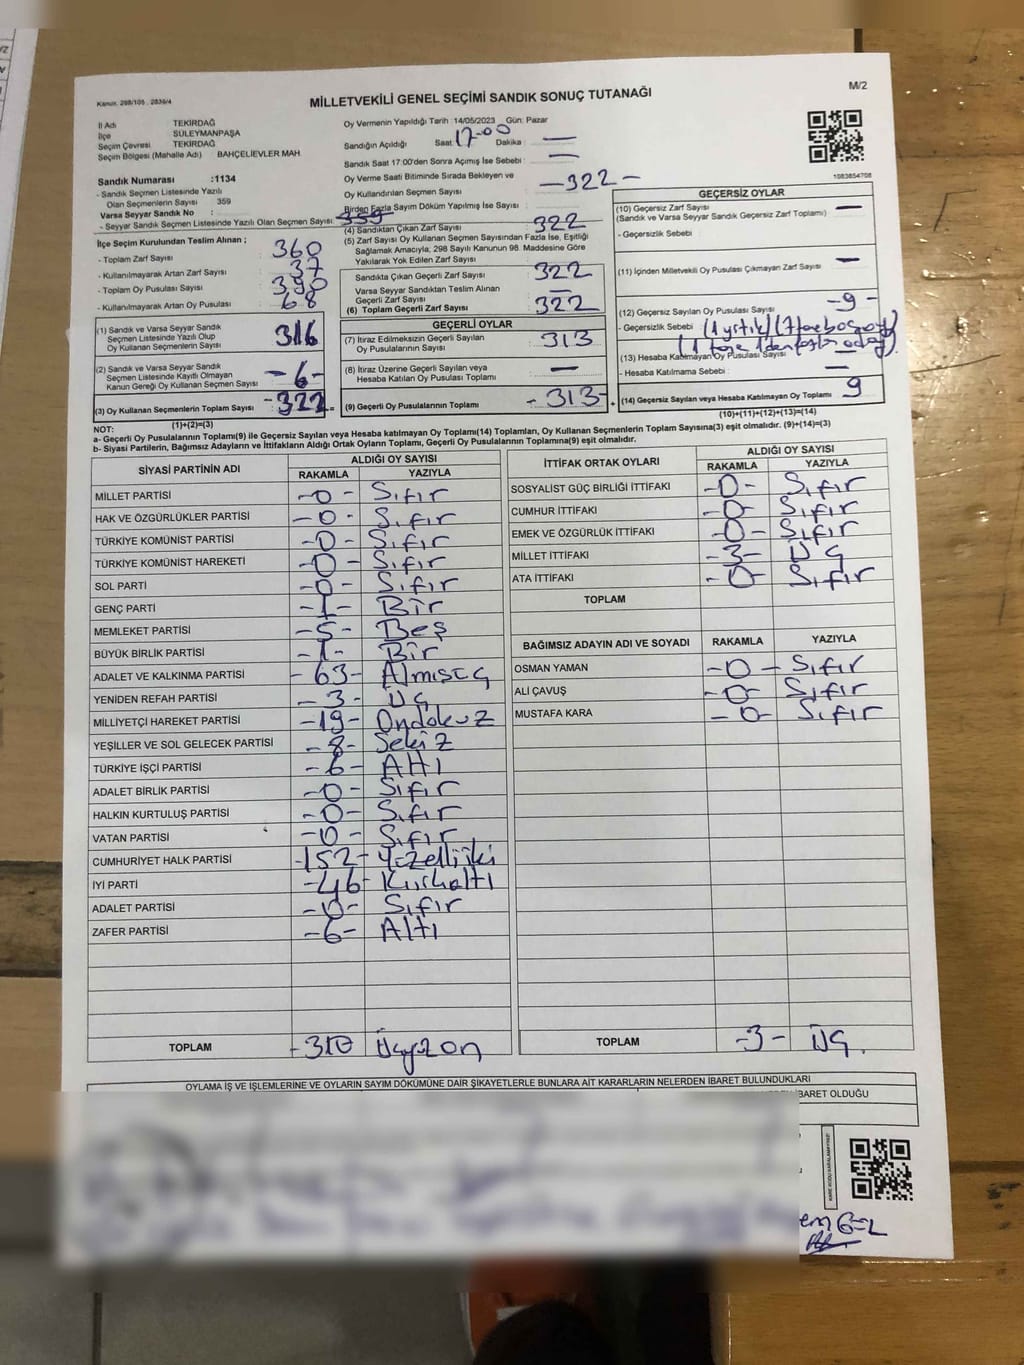 Kanun. 298/105 , 2839/4
M/2
MİLLETVEKİLİ GENEL SEÇİMİ SANDIK SONUÇ TUTANAĞI
İl Adı TEKİRDAĞ
İlçe SÜLEYMANPAŞA
Seçim Çevresi TEKİRDAĞ
Seçim Bölgesi (Mahalle Adı) BAHÇELİEVLER MAH
Sandık Numarası :1134
- Sandık Seçmen Listesinde Yazılı
Olan Seçmenlerin Sayısı 359
Varsa Seyyar Sandık No :
- Seyyar Sandık Seçmen Listesinde Yazılı Olan Seçmen Sayısı: 359
İlçe Seçim Kurulundan Teslim Alınan ;
- Toplam Zarf Sayısı 360
- Kullanılmayarak Artan Zarf Sayısı 37
- Toplam Oy Pusulası Sayısı 390
- Kullanılmayarak Artan Oy Pusulası 68
(1) Sandık ve Varsa Seyyar Sandık
Seçmen Listesinde Yazılı Olup
Oy Kullanan Seçmenlerin Sayısı 316
(2) Sandık ve Varsa Seyyar Sandık
Seçmen Listesinde Kayıtlı Olmayan
Kanun Gereği Oy Kullanan Seçmen Sayısı -6-
(3) Oy Kullanan Seçmenlerin Toplam Sayısı -322-
(1)+(2)=(3)
Oy Vermenin Yapıldığı Tarih : 14/05/2023 Gün: Pazar
Sandığın Açıldığı Saat 17-00 Dakika : —
Sandık Saat 17:00'den Sonra Açmış İse Sebebi : —
Oy Verme Saati Bitiminde Sırada Bekleyen ve
Oy Kullandırılan Seçmen Sayısı -322-
Birden Fazla Sayım Döküm Yapılmış İse Sayısı
(4) Sandıktan Çıkan Zarf Sayısı 322
(5) Zarf Sayısı Oy Kullanan Seçmen Sayısından Fazla İse, Eşitliği
Sağlamak Amacıyla, 298 Sayılı Kanunun 98. Maddesine Göre
Yakılarak Yok Edilen Zarf Sayısı
Sandıkta Çıkan Geçerli Zarf Sayısı 322
Varsa Seyyar Sandıktan Teslim Alınan
Geçerli Zarf Sayısı —
(6) Toplam Geçerli Zarf Sayısı 322
GEÇERLİ OYLAR
(7) İtiraz Edilmeksizin Geçerli Sayılan
Oy Pusulalarının Sayısı 313
(8) İtiraz Üzerine Geçerli Sayılan veya
Hesaba Katılan Oy Pusulası Toplamı —
(9) Geçerli Oy Pusulalarının Toplamı -313-
1083854708
GEÇERSİZ OYLAR
(10) Geçersiz Zarf Sayısı —
(Sandık ve Varsa Seyyar Sandık Geçersiz Zarf Toplamı)
- Geçersizlik Sebebi
(11) İçinden Milletvekili Oy Pusulası Çıkmayan Zarf Sayısı —
(12) Geçersiz Sayılan Oy Pusulası Sayısı -9-
- Geçersizlik Sebebi (1 yırtık)
(13) Hesaba Katılmayan Oy Pusulası Sayısı
- Hesaba Katılmama Sebebi : —
(14) Geçersiz Sayılan veya Hesaba Katılmayan Oy Toplamı 9
(10)+(11)+(12)+(13)=(14)
NOT:
a- Geçerli Oy Pusulalarının Toplamı(9) ile Geçersiz Sayılan veya Hesaba katılmayan Oy Toplamı(14) Toplamları, Oy Kullanan Seçmenlerin Toplam Sayısına(3) eşit olmalıdır. (9)+(14)=(3)
b- Siyasi Partilerin, Bağımsız Adayların ve İttifakların Aldığı Ortak Oyların Toplamı, Geçerli Oy Pusulalarının Toplamına(9) eşit olmalıdır.
SİYASİ PARTİNİN ADI ALDIĞI OY SAYISI
RAKAMLA YAZIYLA
MİLLET PARTİSİ -0- Sıfır
HAK VE ÖZGÜRLÜKLER PARTİSİ -0- Sıfır
TÜRKİYE KOMÜNİST PARTİSİ -0- Sıfır
TÜRKİYE KOMÜNİST HAREKETİ -0- Sıfır
SOL PARTİ -0- Sıfır
GENÇ PARTİ -1- Bir
MEMLEKET PARTİSİ -5- Beş
BÜYÜK BİRLİK PARTİSİ -1- Bir
ADALET VE KALKINMA PARTİSİ -63- Atmısüç
YENİDEN REFAH PARTİSİ -3- Üç
MİLLİYETÇİ HAREKET PARTİSİ -19- Ondokuz
YEŞİLLER VE SOL GELECEK PARTİSİ -8- Sekiz
TÜRKİYE İŞÇİ PARTİSİ -6- Altı
ADALET BİRLİK PARTİSİ -0- Sıfır
HALKIN KURTULUŞ PARTİSİ -0- Sıfır
VATAN PARTİSİ -0- Sıfır
CUMHURİYET HALK PARTİSİ -152- Yüzelliiki
İYİ PARTİ -46- Kırkaltı
ADALET PARTİSİ -0- Sıfır
ZAFER PARTİSİ -6- Altı
TOPLAM -310 Üçyüzon
İTTİFAK ORTAK OYLARI ALDIĞI OY SAYISI
RAKAMLA YAZIYLA
SOSYALİST GÜÇ BİRLİĞİ İTTİFAKI -0- Sıfır
CUMHUR İTTİFAKI -0- Sıfır
EMEK VE ÖZGÜRLÜK İTTİFAKI -0- Sıfır
MİLLET İTTİFAKI -3- Üç
ATA İTTİFAKI -0- Sıfır
TOPLAM
BAĞIMSIZ ADAYIN ADI VE SOYADI RAKAMLA YAZIYLA
OSMAN YAMAN -0- Sıfır
ALİ ÇAVUŞ -0- Sıfır
MUSTAFA KARA -0- Sıfır
TOPLAM -3- Üç.
OYLAMA İŞ VE İŞLEMLERİNE VE OYLARIN SAYIM DÖKÜMÜNE DAİR ŞİKAYETLERLE BUNLARA AİT KARARLARIN NELERDEN İBARET BULUNDUKLARI
İBARET OLDUĞU